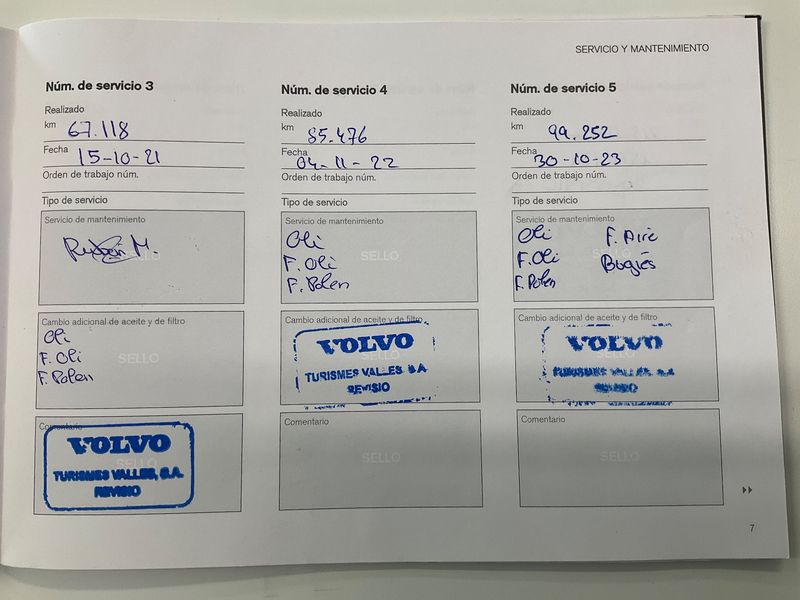 SERVICIO Y MANTENIMIENTO
Núm. de servicio 3
Realizado
km 67.118
Fecha 15-10-21
Orden de trabajo núm.
Tipo de servicio
Servicio de mantenimiento
Rubén M.
SELLO
Cambio adicional de aceite y de filtro
Oli
F. Oli
F. Polen
SELLO
Comentario
VOLVO
SELLO
TURISMES VALLES, S.A.
REVISIO
Núm. de servicio 4
Realizado
km 85.476
Fecha 04-11-22
Orden de trabajo núm.
Tipo de servicio
Servicio de mantenimiento
Oli
F. Oli
F. Polen
SELLO
Cambio adicional de aceite y de filtro
VOLVO
TURISMES VALLES, S.A.
REVISIO
Comentario
SELLO
Núm. de servicio 5
Realizado
km 99.252
Fecha 30-10-23
Orden de trabajo núm.
Tipo de servicio
Servicio de mantenimiento
Oli F. Aire
F. Oli Bugies
F. Polen
SELLO
Cambio adicional de aceite y de filtro
VOLVO
TURISMES VALLES, S.A.
Comentario
SELLO
7